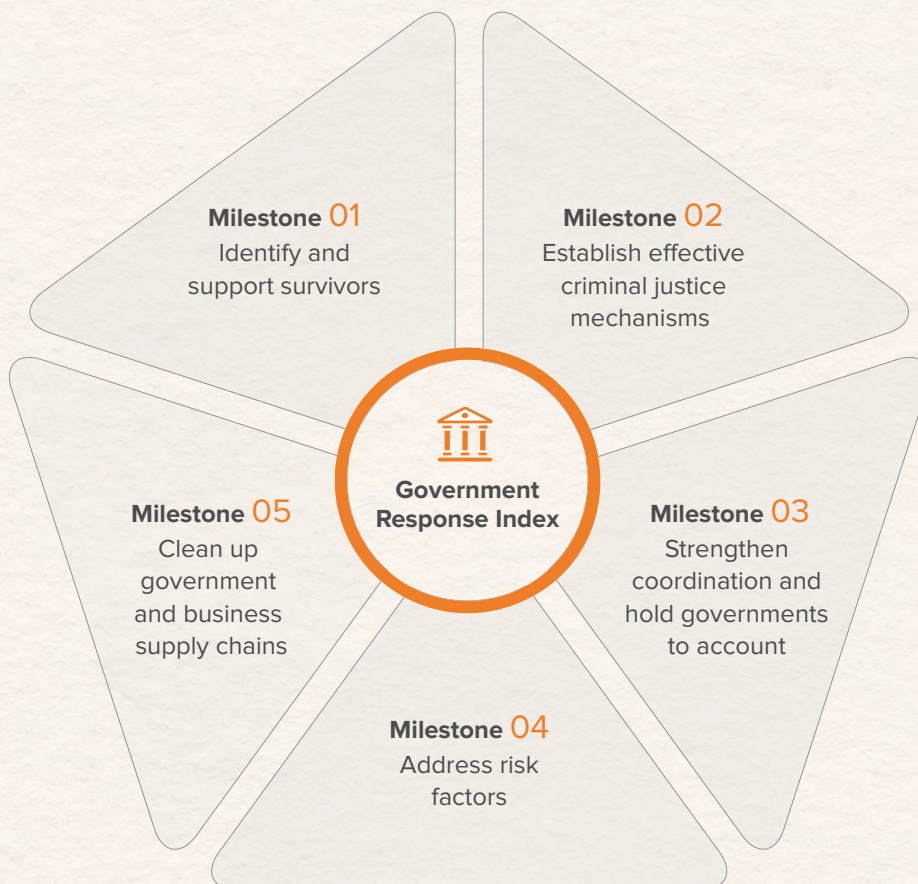 Milestone 01
Identify and
support survivors
Milestone 02
Establish effective
criminal justice
mechanisms
Government
Response Index
Milestone 05
Clean up
government
and business
supply chains
Milestone 03
Strengthen
coordination and
hold governments
to account
Milestone 04
Address risk
factors